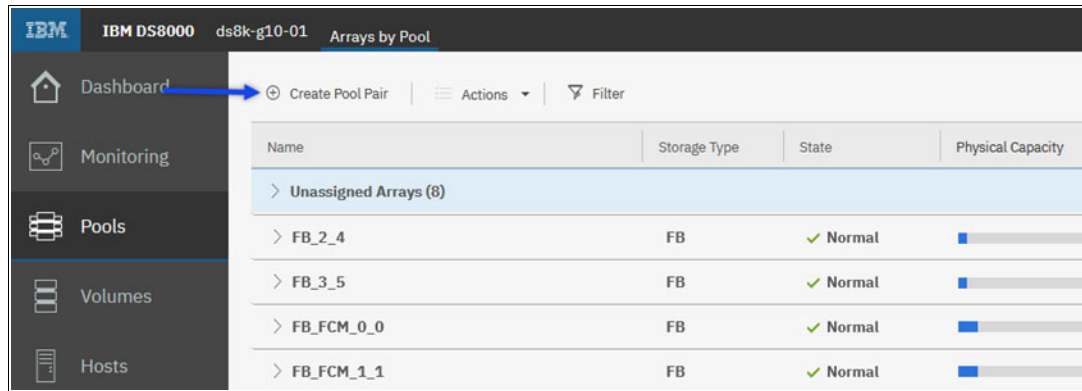 IBM IBM DS8000 ds8k-g10-01 Arrays by Pool
Dashboard
Create Pool Pair Actions Filter
Monitoring
Name Storage Type State Physical Capacity
Unassigned Arrays (8)
Pools
FB_2_4 FB Normal
FB_3_5 FB Normal
Volumes
FB_FCM_0_0 FB Normal
Hosts
FB_FCM_1_1 FB Normal